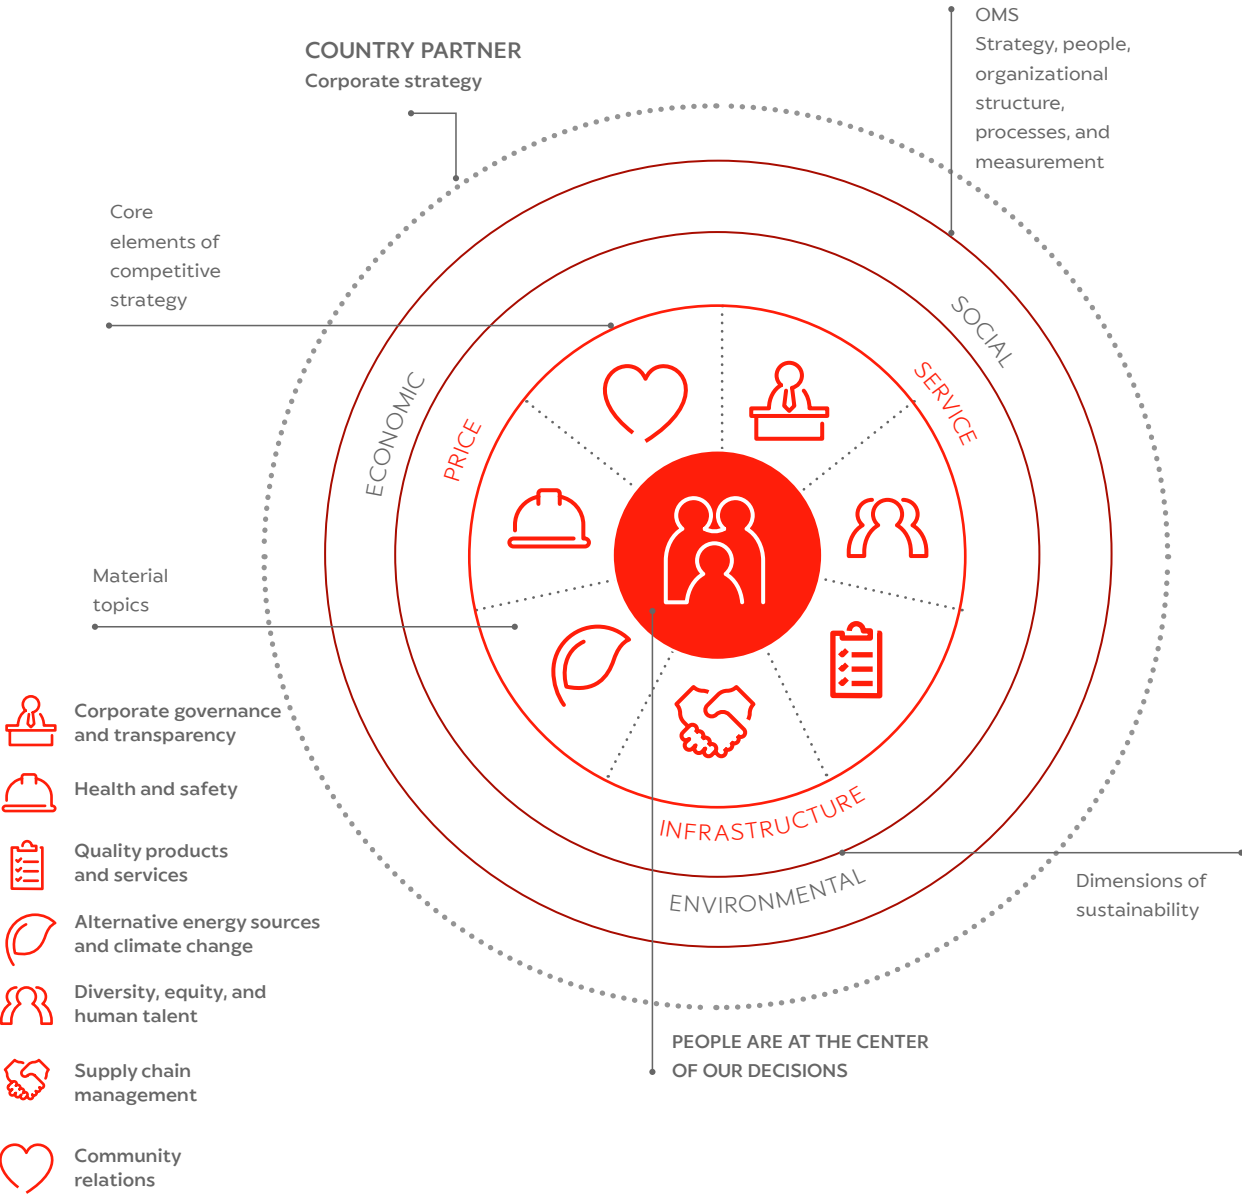 OMS
Strategy, people,
organizational
structure,
processes, and
measurement
COUNTRY PARTNER
Corporate strategy
Core
elements of
competitive
strategy
SOCIAL
SERVICE
ECONOMIC
PRICE
Material
topics
Corporate governance
and transparency
Health and safety
Quality products
and services
Alternative energy sources
and climate change
Diversity, equity, and
human talent
Supply chain
management
Community
relations
INFRASTRUCTURE
ENVIRONMENTAL
Dimensions of
sustainability
PEOPLE ARE AT THE CENTER
OF OUR DECISIONS